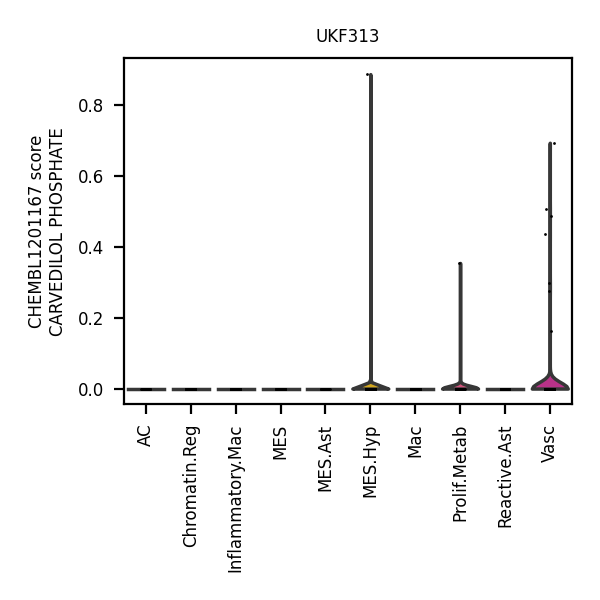 UKF313
CHEMBL1201167 score
CARVEDILOL PHOSPHATE
0.8
0.6
0.4
0.2
0.0
AC
Chromatin.Reg
Inflammatory.Mac
MES
MES.Ast
MES.Hyp
Mac
Prolif.Metab
Reactive.Ast
Vasc